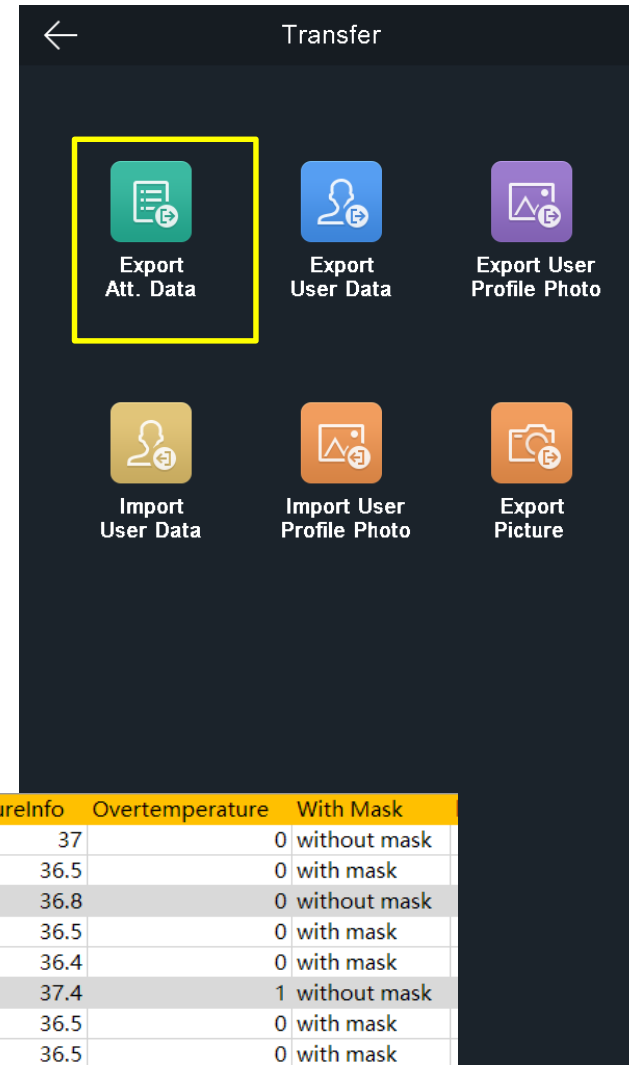 Transfer
Export
Att. Data
Export
User Data
Export User
Profile Photo
Import
User Data
Import User
Profile Photo
Export
Picture
ureInfo Overtemperature With Mask
37 0 without mask
36.5 0 with mask
36.8 0 without mask
36.5 0 with mask
36.4 0 with mask
37.4 1 without mask
36.5 0 with mask
36.5 0 with mask